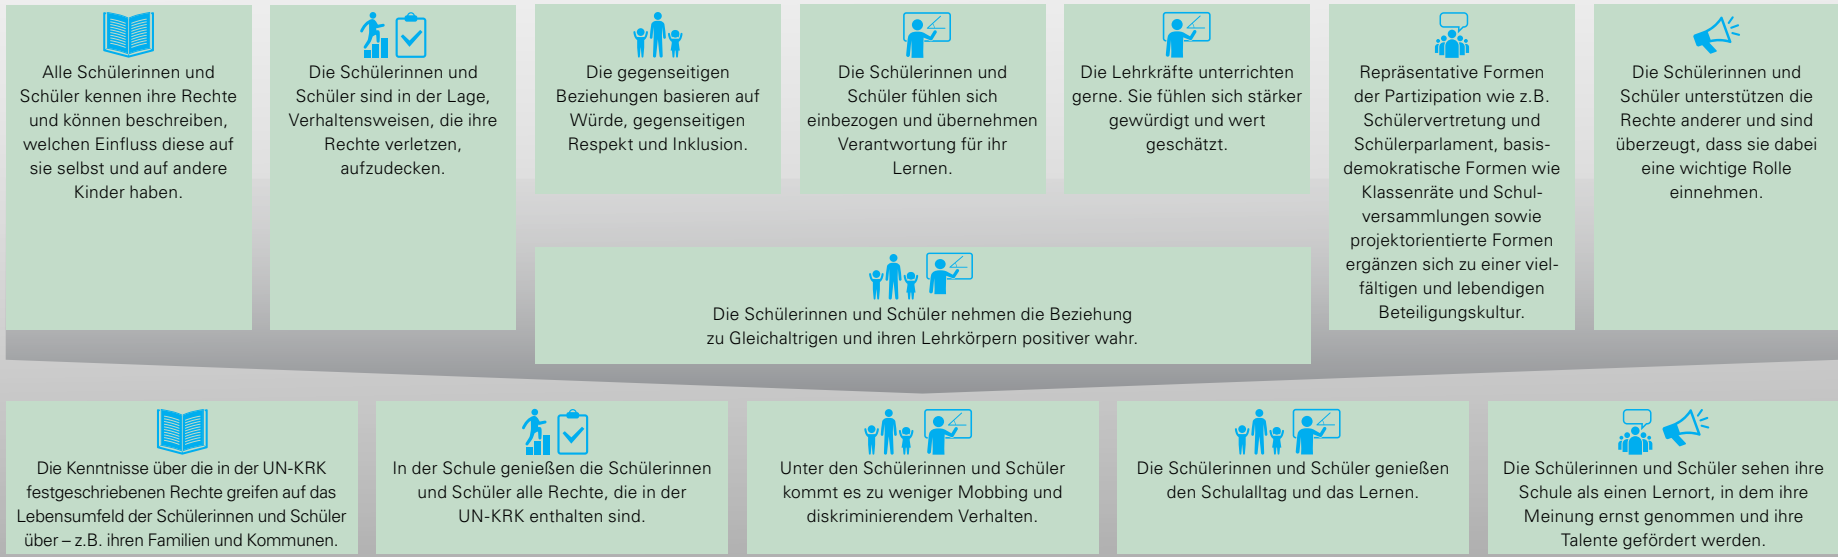 Alle Schülerinnen und
Schüler kennen ihre Rechte
und können beschreiben,
welchen Einfluss diese auf
sie selbst und auf andere
Kinder haben.
Die Schülerinnen und
Schüler sind in der Lage,
Verhaltensweisen, die ihre
Rechte verletzen,
aufzudecken.
Die gegenseitigen
Beziehungen basieren auf
Würde, gegenseitigen
Respekt und Inklusion.
Die Schülerinnen und
Schüler fühlen sich
einbezogen und übernehmen
Verantwortung für ihr
Lernen.
Die Lehrkräfte unterrichten
gerne. Sie fühlen sich stärker
gewürdigt und wert
geschätzt.
Repräsentative Formen
der Partizipation wie z.B.
Schülervertretung und
Schülerparlament, basis-
demokratische Formen wie
Klassenräte und Schul-
versammlungen sowie
projektorientierte Formen
ergänzen sich zu einer viel-
fältigen und lebendigen
Beteiligungskultur.
Die Schülerinnen und
Schüler unterstützen die
Rechte anderer und sind
überzeugt, dass sie dabei
eine wichtige Rolle
einnehmen.
Die Schülerinnen und Schüler nehmen die Beziehung
zu Gleichaltrigen und ihren Lehrkörpern positiver wahr.
Die Kenntnisse über die in der UN-KRK
festgeschriebenen Rechte greifen auf das
Lebensumfeld der Schülerinnen und Schüler
über – z.B. ihren Familien und Kommunen.
In der Schule genießen die Schülerinnen
und Schüler alle Rechte, die in der
UN-KRK enthalten sind.
Unter den Schülerinnen und Schüler
kommt es zu weniger Mobbing und
diskriminierendem Verhalten.
Die Schülerinnen und Schüler genießen
den Schulalltag und das Lernen.
Die Schülerinnen und Schüler sehen ihre
Schule als einen Lernort, in dem ihre
Meinung ernst genommen und ihre
Talente gefördert werden.